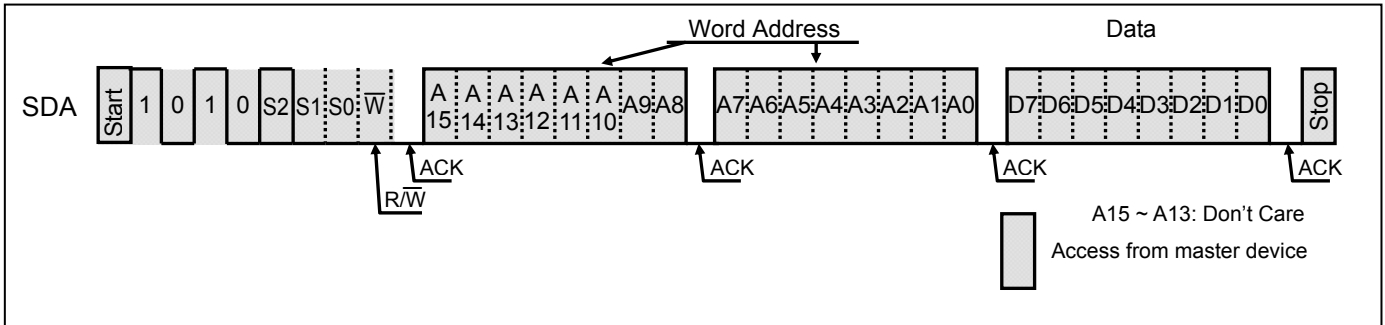 Word Address Data
SDA Start 1 0 1 0 S2 S1 S0 W̅ A15 A14 A13 A12 A11 A10 A9 A8 A7 A6 A5 A4 A3 A2 A1 A0 D7 D6 D5 D4 D3 D2 D1 D0 Stop
ACK ACK ACK ACK
R/W̅
A15 ~ A13: Don't Care
Access from master device